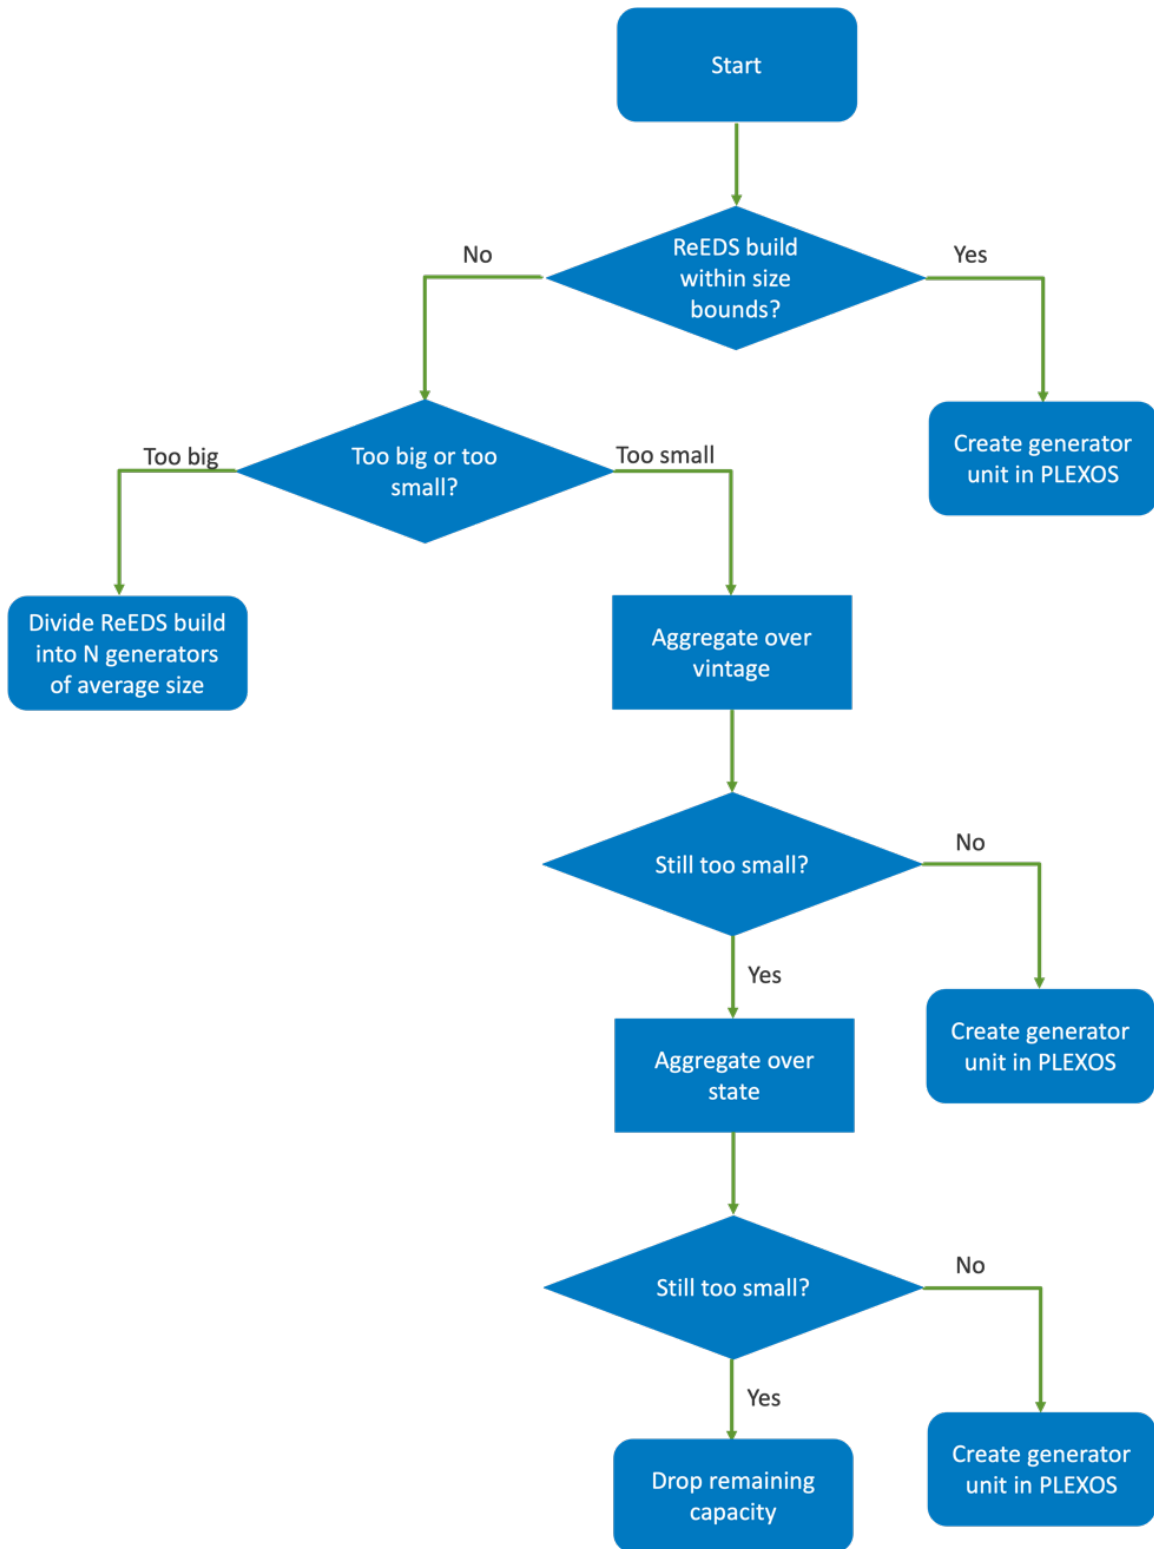 Start
ReEDS build
within size
bounds?
No
Yes
Create generator
unit in PLEXOS
Too big or too
small?
Too big
Too small
Divide ReEDS build
into N generators
of average size
Aggregate over
vintage
Still too small?
No
Yes
Create generator
unit in PLEXOS
Aggregate over
state
Still too small?
No
Yes
Create generator
unit in PLEXOS
Drop remaining
capacity